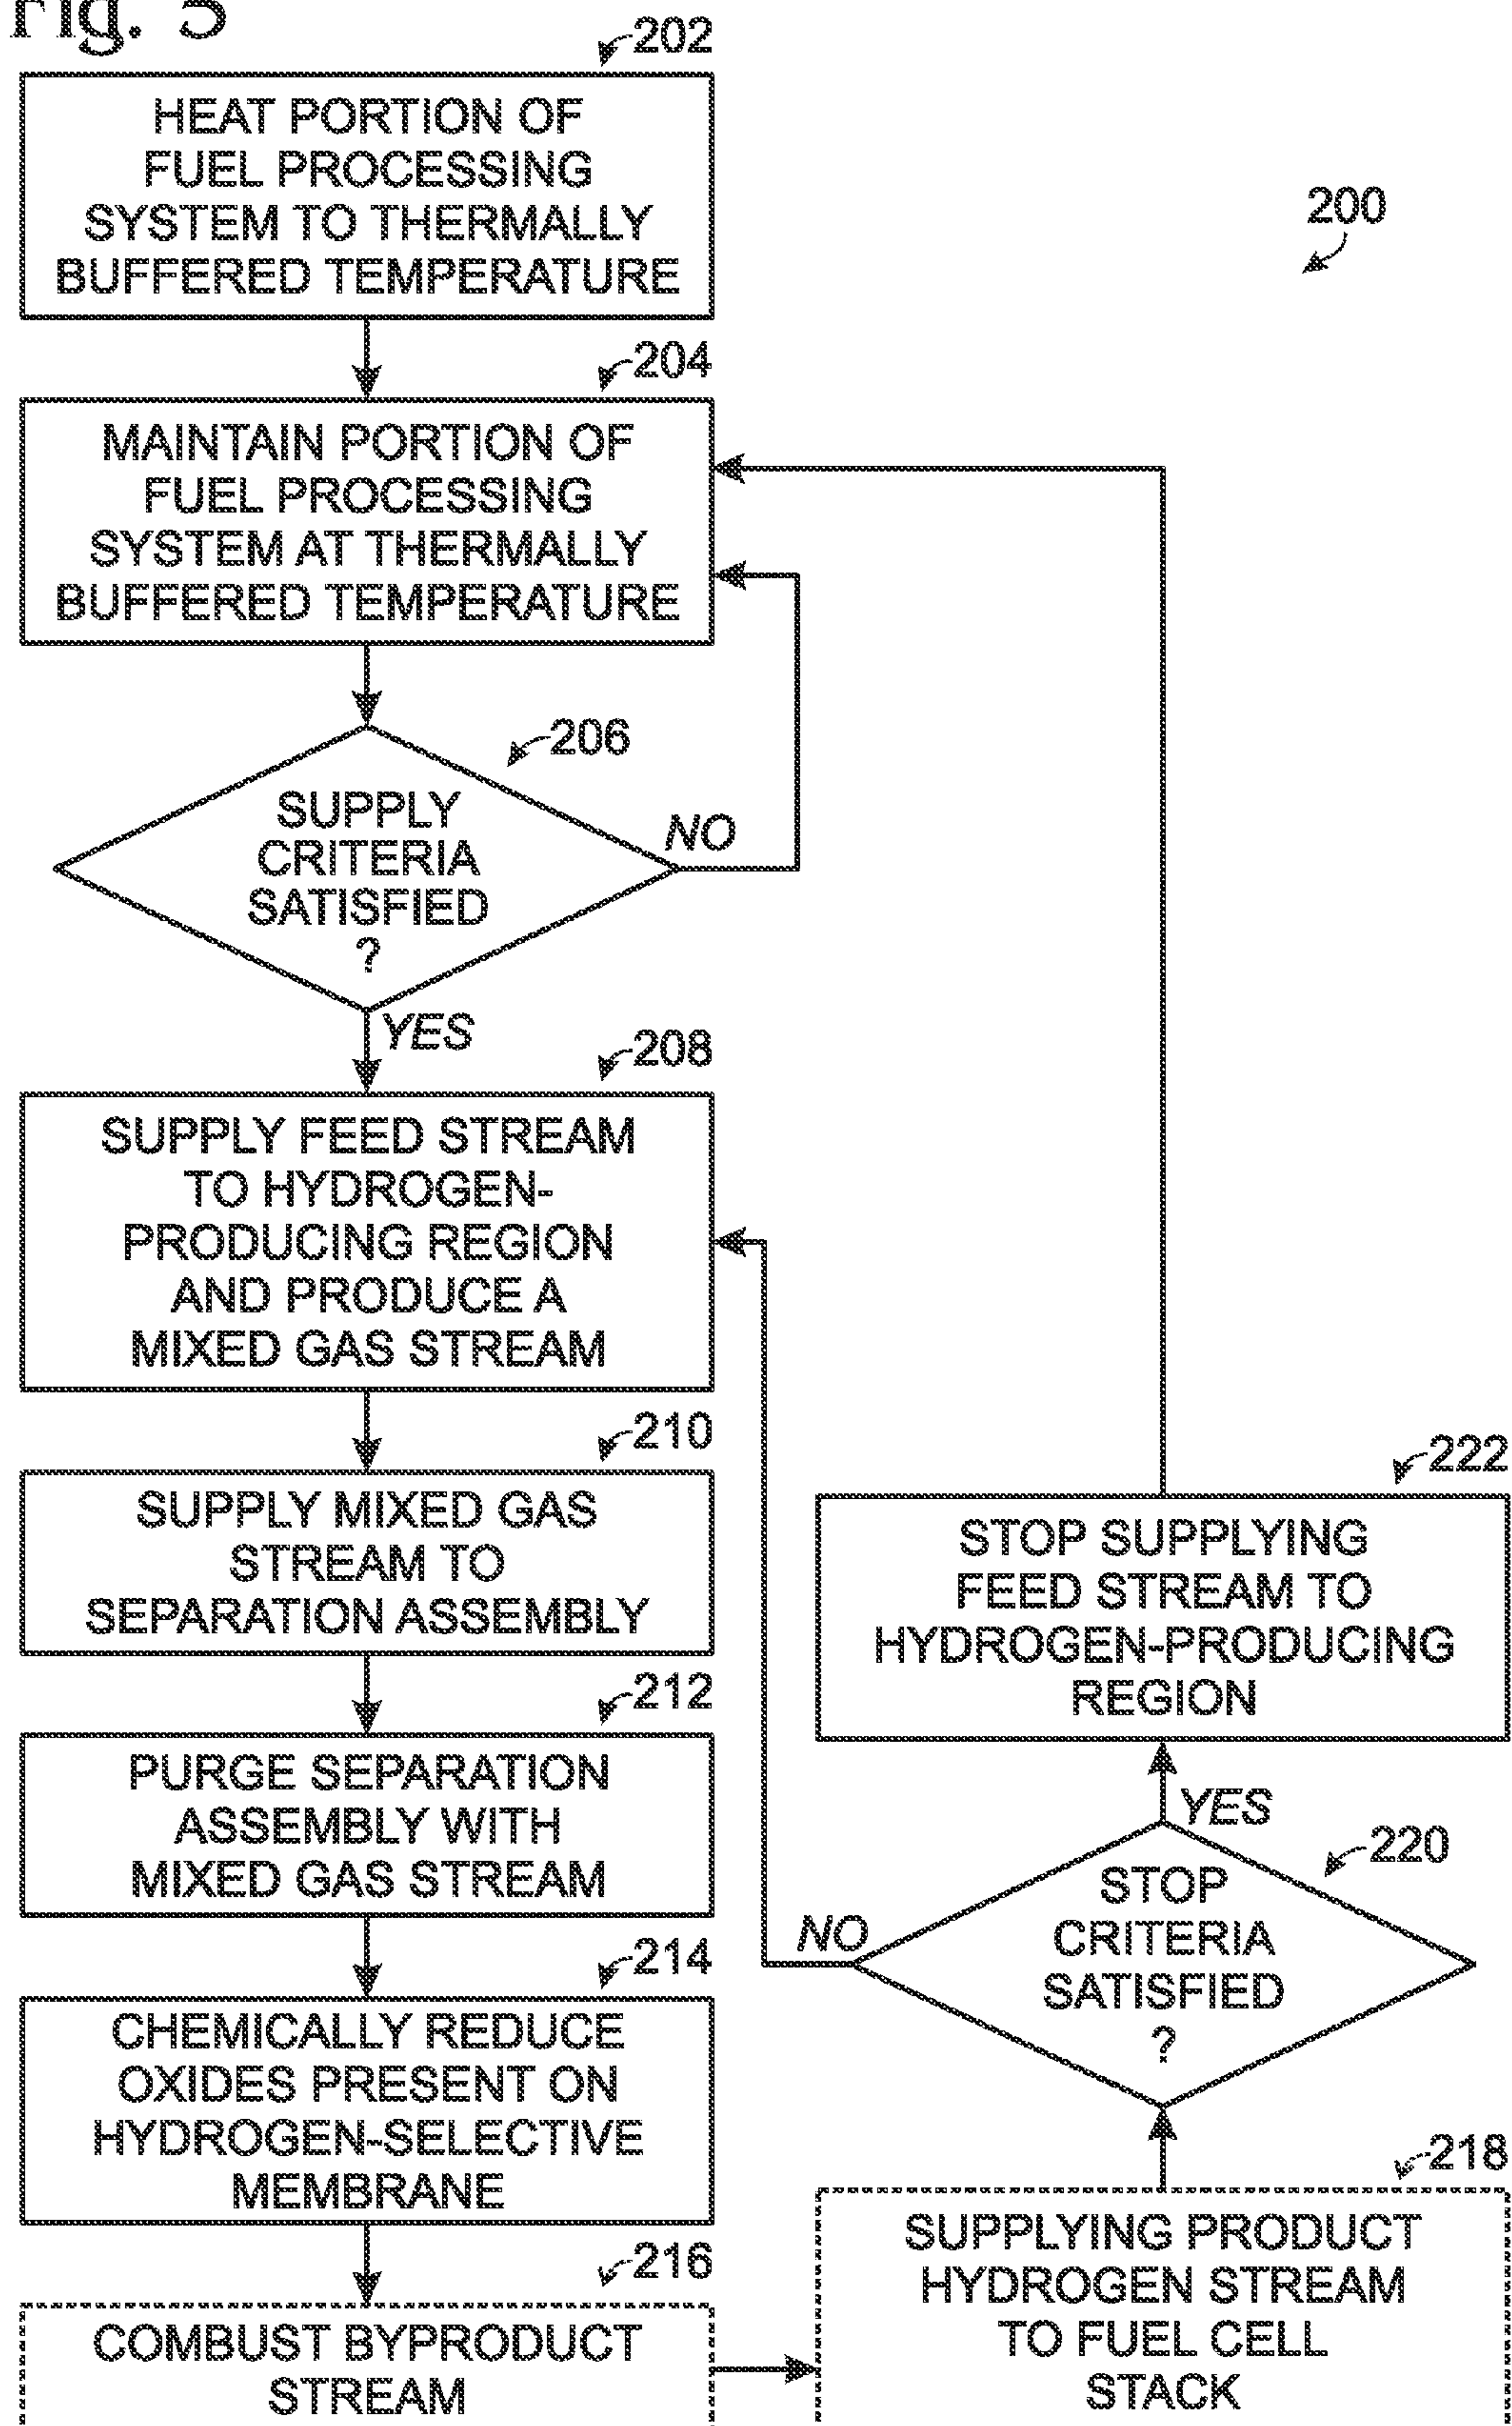 Fig. 5
202
HEAT PORTION OF
FUEL PROCESSING
SYSTEM TO THERMALLY
BUFFERED TEMPERATURE
200
204
MAINTAIN PORTION OF
FUEL PROCESSING
SYSTEM AT THERMALLY
BUFFERED TEMPERATURE
206
SUPPLY
CRITERIA
SATISFIED
?
NO
YES
208
SUPPLY FEED STREAM
TO HYDROGEN-
PRODUCING REGION
AND PRODUCE A
MIXED GAS STREAM
210
SUPPLY MIXED GAS
STREAM TO
SEPARATION ASSEMBLY
212
PURGE SEPARATION
ASSEMBLY WITH
MIXED GAS STREAM
214
CHEMICALLY REDUCE
OXIDES PRESENT ON
HYDROGEN-SELECTIVE
MEMBRANE
216
COMBUST BYPRODUCT
STREAM
218
SUPPLYING PRODUCT
HYDROGEN STREAM
TO FUEL CELL
STACK
220
STOP
CRITERIA
SATISFIED
?
NO
YES
222
STOP SUPPLYING
FEED STREAM TO
HYDROGEN-PRODUCING
REGION